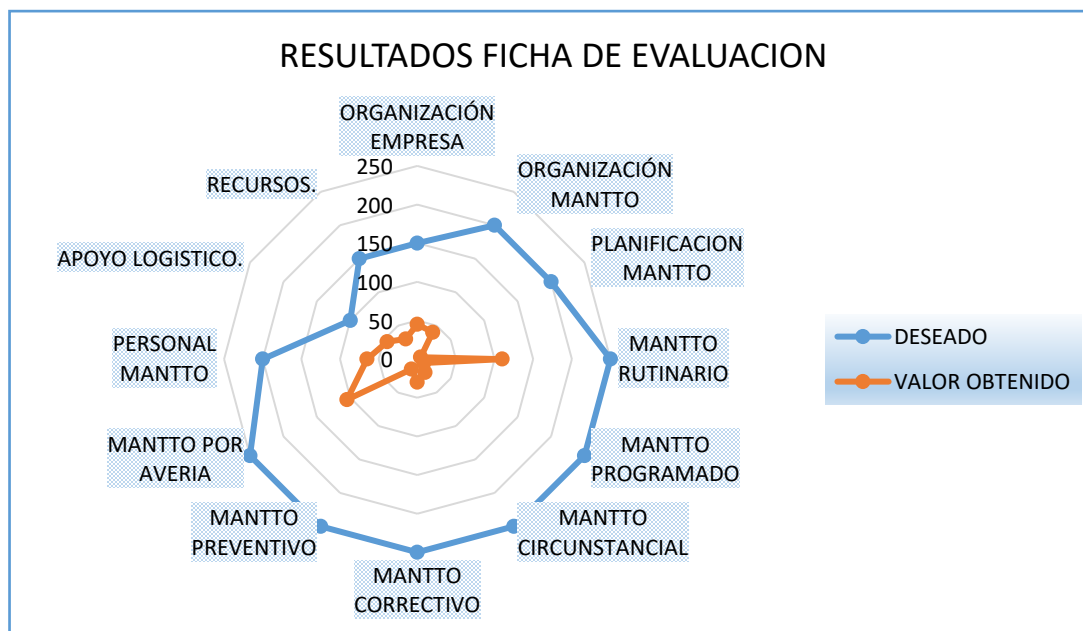 RESULTADOS FICHA DE EVALUACION
ORGANIZACIÓN
EMPRESA
ORGANIZACIÓN
MANTTO
PLANIFICACION
MANTTO
MANTTO
RUTINARIO
MANTTO
PROGRAMADO
MANTTO
CIRCUNSTANCIAL
MANTTO
CORRECTIVO
MANTTO
PREVENTIVO
MANTTO POR
AVERIA
PERSONAL
MANTTO
APOYO LOGISTICO.
RECURSOS.
250
200
150
100
50
0
DESEADO
VALOR OBTENIDO